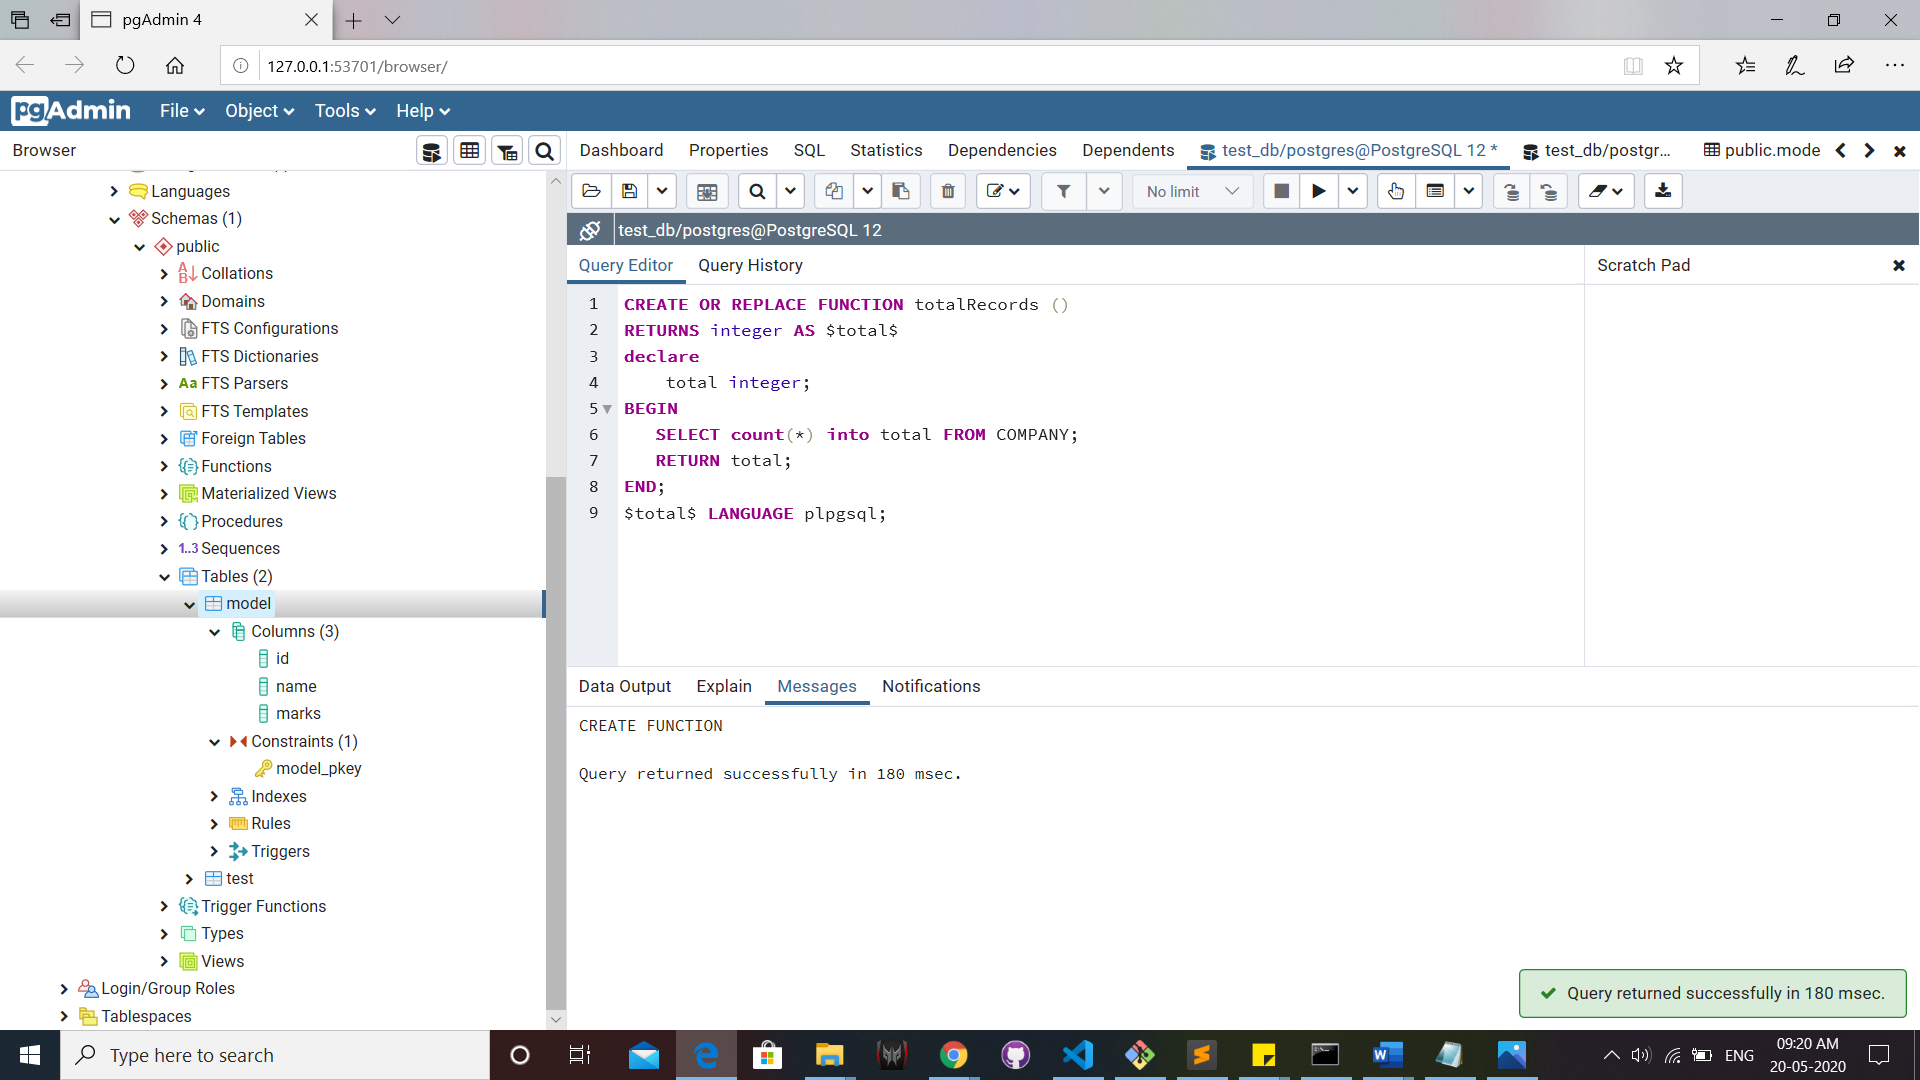 pgAdmin 4
127.0.0.1:53701/browser/
pgAdmin File Object Tools Help
Browser
Dashboard Properties SQL Statistics Dependencies Dependents test_db/postgres@PostgreSQL 12 * test_db/postgr... public.mode
No limit
test_db/postgres@PostgreSQL 12
Query Editor Query History
Scratch Pad
Languages
Schemas (1)
public
Collations
Domains
FTS Configurations
FTS Dictionaries
Aa FTS Parsers
FTS Templates
Foreign Tables
Functions
Materialized Views
Procedures
1..3 Sequences
Tables (2)
model
Columns (3)
id
name
marks
Constraints (1)
model_pkey
Indexes
Rules
Triggers
test
Trigger Functions
Types
Views
Login/Group Roles
Tablespaces
1 CREATE OR REPLACE FUNCTION totalRecords ()
2 RETURNS integer AS $total$
3 declare
4 total integer;
5 BEGIN
6 SELECT count(*) into total FROM COMPANY;
7 RETURN total;
8 END;
9 $total$ LANGUAGE plpgsql;
Data Output Explain Messages Notifications
CREATE FUNCTION
Query returned successfully in 180 msec.
Query returned successfully in 180 msec.
Type here to search
ENG
09:20 AM
20-05-2020